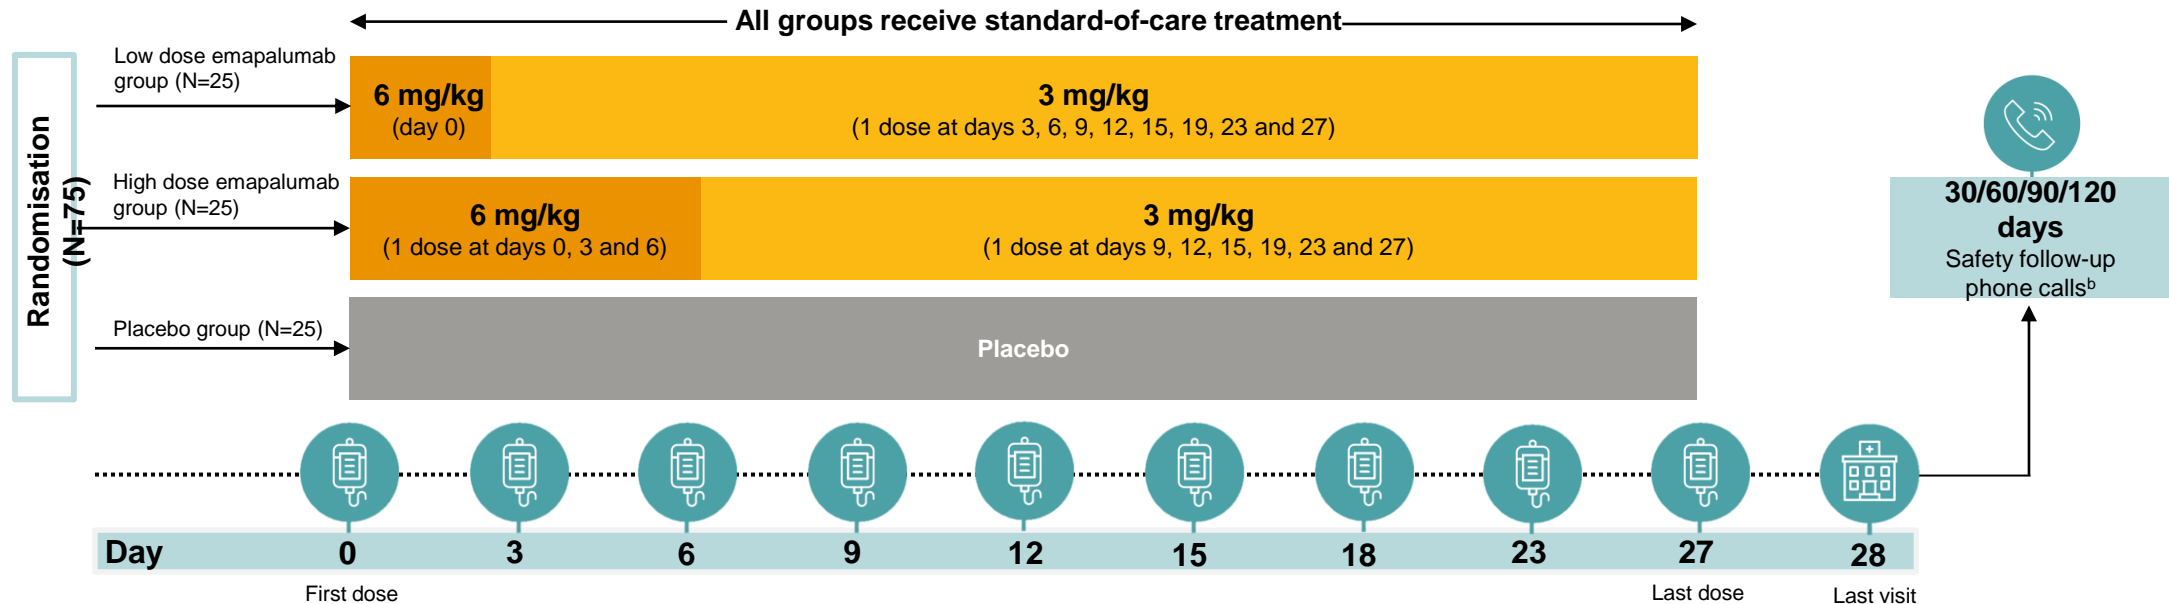 All groups receive standard-of-care treatment
Randomisation
(N=75)
Low dose emapalumab
group (N=25)
6 mg/kg
(day 0)
3 mg/kg
(1 dose at days 3, 6, 9, 12, 15, 19, 23 and 27)
High dose emapalumab
group (N=25)
6 mg/kg
(1 dose at days 0, 3 and 6)
3 mg/kg
(1 dose at days 9, 12, 15, 19, 23 and 27)
Placebo group (N=25)
Placebo
30/60/90/120
days
Safety follow-up
phone callsᵇ
Day 0 3 6 9 12 15 18 23 27 28
First dose
Last dose
Last visit